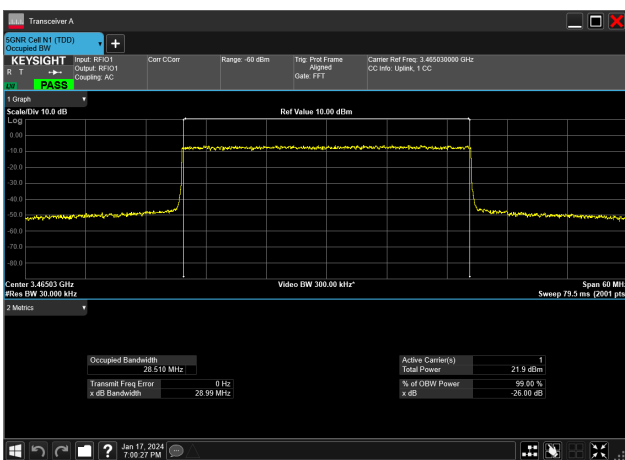 Transceiver A
5GNR Cell N1 (TDD)
Occupied BW
KEYSIGHT
R T
PASS
Input: RFIO1
Output: RFIO1
Coupling: AC
Corr CCorr
Range: -60 dBm
Trig: Prot Frame
Aligned
Gate: FFT
Carrier Ref Freq: 3.465030000 GHz
CC Info: Uplink, 1 CC
1 Graph
Scale/Div 10.0 dB
Ref Value 10.00 dBm
Log
0.00
-10.0
-20.0
-30.0
-40.0
-50.0
-60.0
-70.0
-80.0
Center 3.46503 GHz
Video BW 300.00 kHz*
Span 60 MH
#Res BW 30.000 kHz
Sweep 79.5 ms (2001 pts
2 Metrics
Occupied Bandwidth
28.510 MHz
Active Carrier(s) 1
Total Power 21.9 dBm
Transmit Freq Error 0 Hz
x dB Bandwidth 28.99 MHz
% of OBW Power 99.00 %
x dB -26.00 dB
Jan 17, 2024
7:00:27 PM